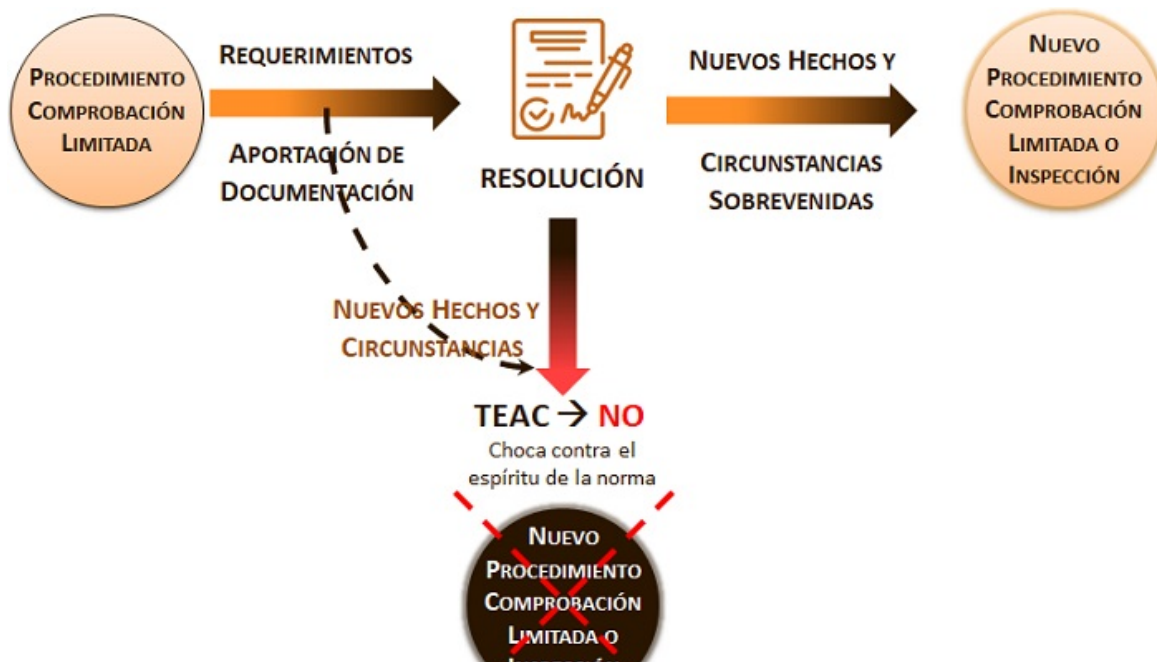 PROCEDIMIENTO
COMPROBACIÓN
LIMITADA
REQUERIMIENTOS
APORTACIÓN DE
DOCUMENTACIÓN
RESOLUCIÓN
NUEVOS HECHOS Y
CIRCUNSTANCIAS
SOBREVENIDAS
NUEVO
PROCEDIMIENTO
COMPROBACIÓN
LIMITADA O
INSPECCIÓN
NUEVOS HECHOS Y
CIRCUNSTANCIAS
TEAC → NO
Choca contra el
espíritu de la norma
NUEVO
PROCEDIMIENTO
COMPROBACIÓN
LIMITADA O